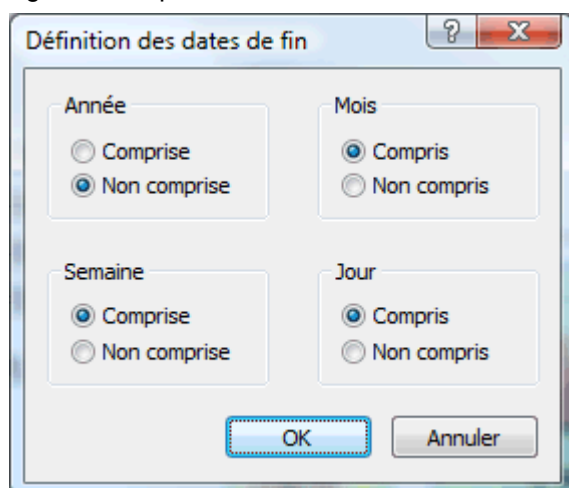 Définition des dates de fin
Année
Comprise
Non comprise
Mois
Compris
Non compris
Semaine
Comprise
Non comprise
Jour
Compris
Non compris
OK
Annuler